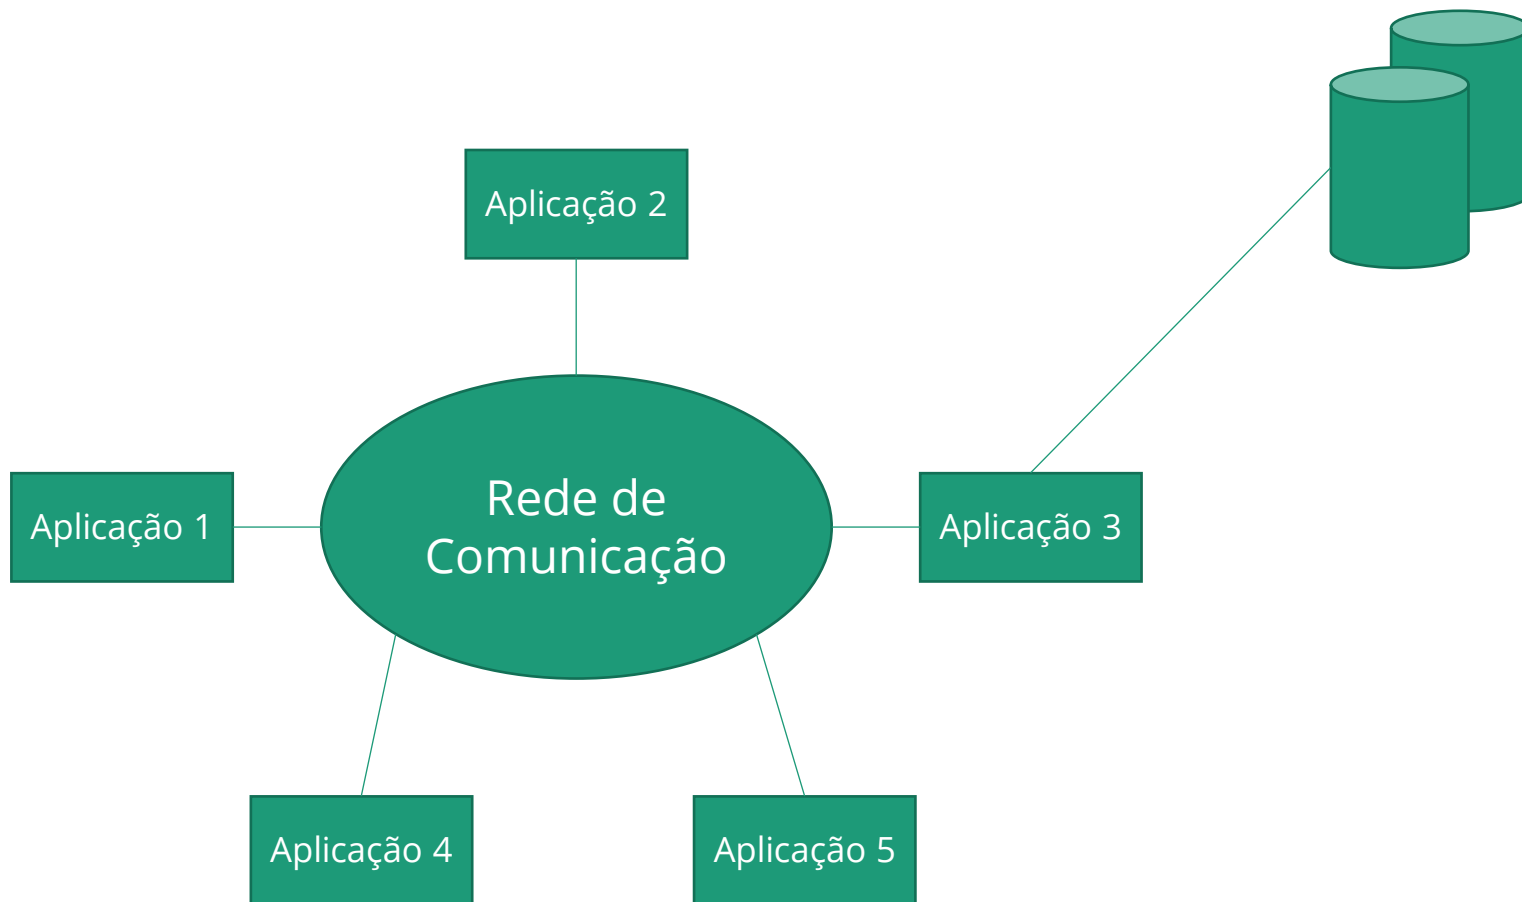 Aplicação 2
Rede de
Comunicação
Aplicação 1
Aplicação 3
Aplicação 4
Aplicação 5